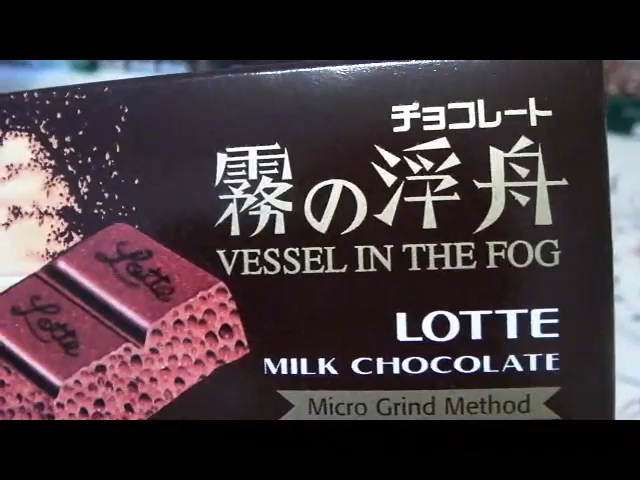 チョコレート
霧の浮舟
VESSEL IN THE FOG
Lotte
Lotte
LOTTE
MILK CHOCOLATE
Micro Grind Method